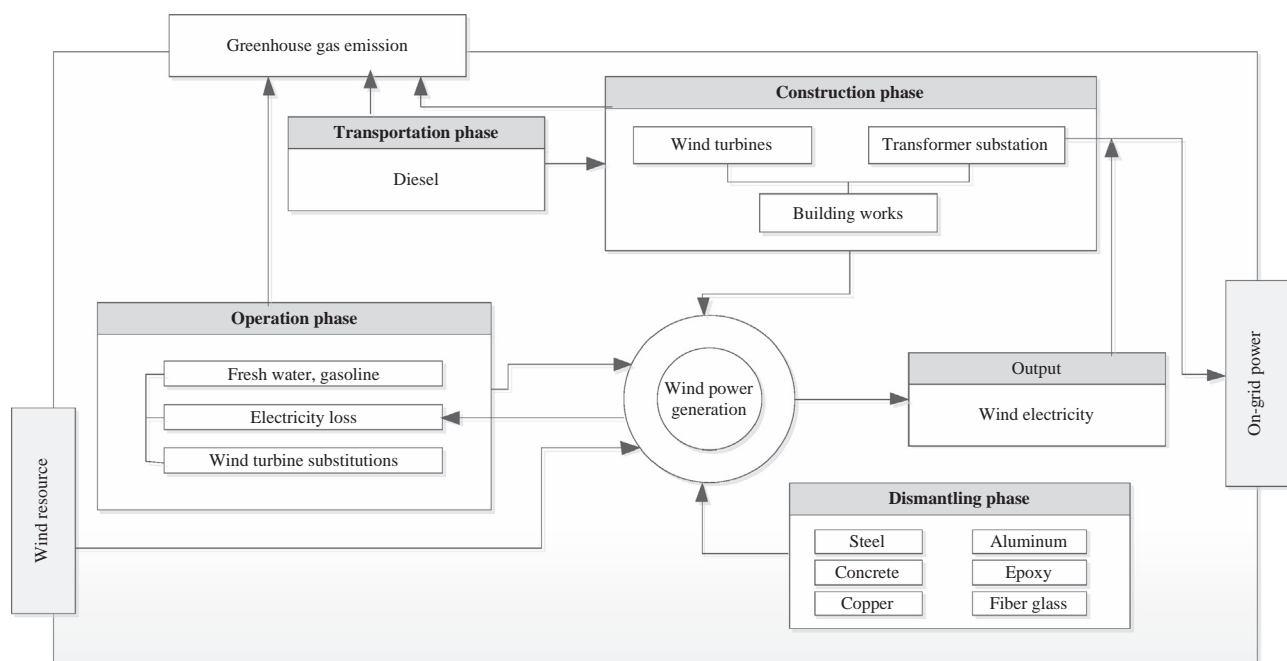 Greenhouse gas emission
Construction phase
Transportation phase
Wind turbines
Transformer substation
Diesel
Building works
Operation phase
Fresh water, gasoline
Electricity loss
Wind turbine substitutions
Wind power
generation
Output
Wind electricity
On-grid power
Wind resource
Dismantling phase
Steel
Aluminum
Concrete
Epoxy
Copper
Fiber glass